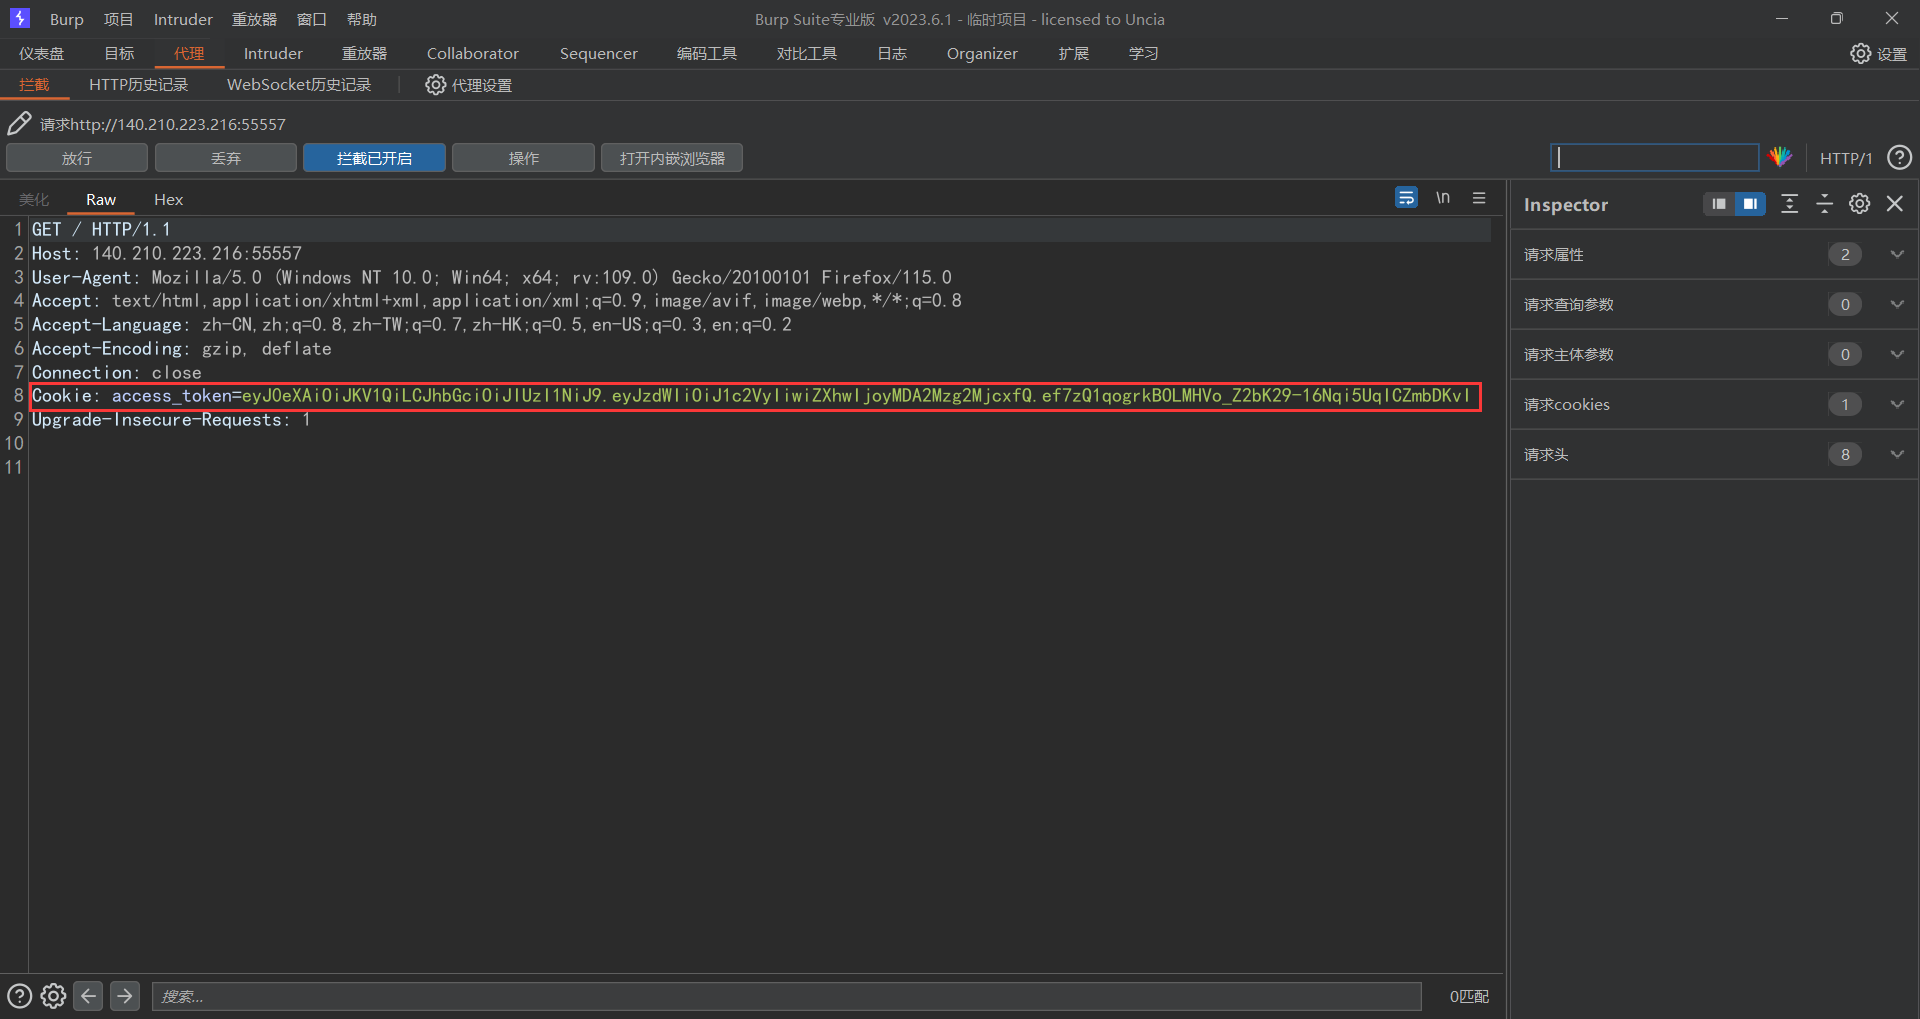 Burp 项目 Intruder 重放器 窗口 帮助 Burp Suite专业版 v2023.6.1 - 临时项目 - licensed to Uncia
仪表盘 目标 代理 Intruder 重放器 Collaborator Sequencer 编码工具 对比工具 日志 Organizer 扩展 学习 设置
拦截 HTTP历史记录 WebSocket历史记录 代理设置
请求http://140.210.223.216:55557
放行 丢弃 拦截已开启 操作 打开内嵌浏览器 HTTP/1
美化 Raw Hex \n
Inspector
1 GET / HTTP/1.1
2 Host: 140.210.223.216:55557
3 User-Agent: Mozilla/5.0 (Windows NT 10.0; Win64; x64; rv:109.0) Gecko/20100101 Firefox/115.0
4 Accept: text/html,application/xhtml+xml,application/xml;q=0.9,image/avif,image/webp,*/*;q=0.8
5 Accept-Language: zh-CN,zh;q=0.8,zh-TW;q=0.7,zh-HK;q=0.5,en-US;q=0.3,en;q=0.2
6 Accept-Encoding: gzip, deflate
7 Connection: close
8 Cookie: access_token=eyJ0eXAiOiJKV1QiLCJhbGciOiJIUzI1NiJ9.eyJzdWIiOiJ1c2VyIiwiZXhwIjoyMDA2Mzg2MjcxfQ.ef7zQ1qogrkBOLMHVo_Z2bK29-16Nqi5UqICZmbDKvI
9 Upgrade-Insecure-Requests: 1
10
11
请求属性 2
请求查询参数 0
请求主体参数 0
请求cookies 1
请求头 8
搜索... 0匹配